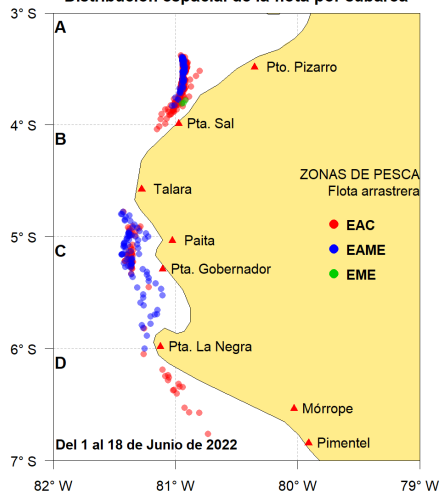 Distribución espacial de la flota por subárea
3° S
A
Pto. Pizarro
4° S
Pta. Sal
B
ZONAS DE PESCA
Flota arrastrera
Talara
EAC
5° S
Paita
C
EAME
Pta. Gobernador
EME
6° S
Pta. La Negra
D
Mórrope
Del 1 al 18 de Junio de 2022
Pimentel
7° S
82° W
81° W
80° W
79° W